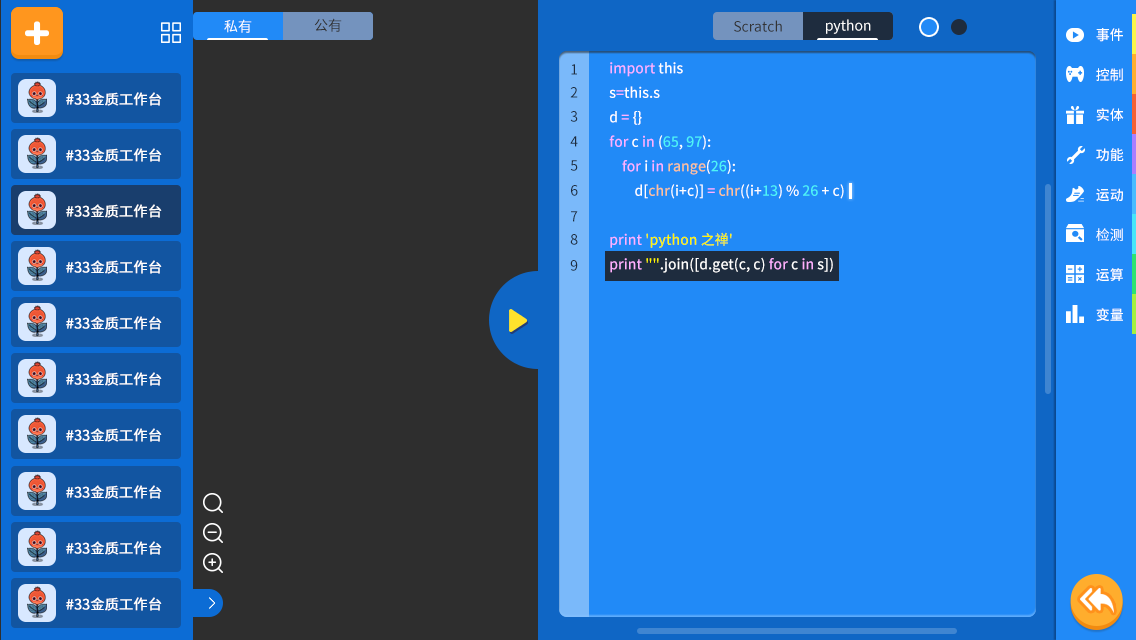 私有
公有
Scratch
python
#33金质工作台
#33金质工作台
#33金质工作台
#33金质工作台
#33金质工作台
#33金质工作台
#33金质工作台
#33金质工作台
#33金质工作台
#33金质工作台
1 import this
2 s=this.s
3 d = {}
4 for c in (65, 97):
5 for i in range(26):
6 d[chr(i+c)] = chr((i+13) % 26 + c)
7
8 print 'python 之禅'
9 print "".join([d.get(c, c) for c in s])
事件
控制
实体
功能
运动
检测
运算
变量